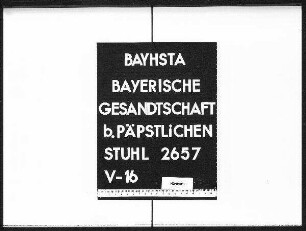 BAYHSTA
BAYERISCHE
GESANDTSCHAFT
b. PÄPSTLiCHEN
STUHL 2657
V-16